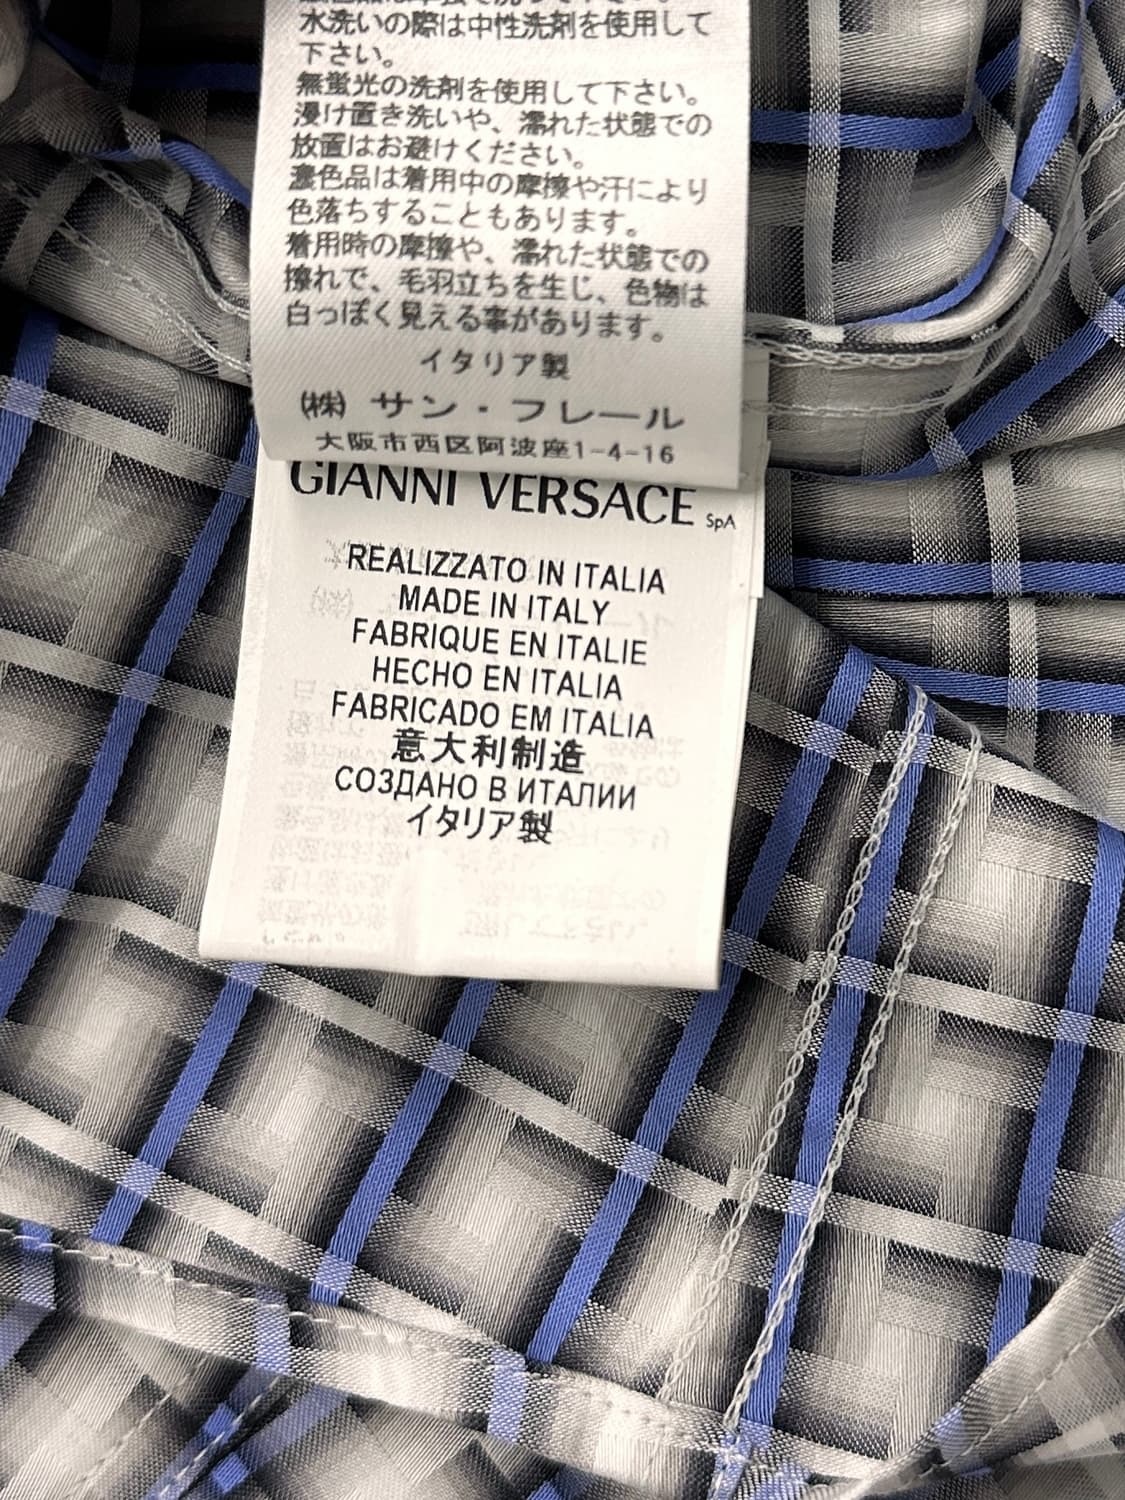 水洗いの際は中性洗剤を使用して
下さい。
無蛍光の洗剤を使用して下さい。
浸け置き洗いや、濡れた状態での
放置はお避けください。
濃色品は着用中の摩擦や汗により
色落ちすることもあります。
着用時の摩擦や、濡れた状態での
擦れで、毛羽立ちを生じ、色物は
白っぽく見える事があります。
イタリア製
㈱ サン・フレール
大阪市西区阿波座1-4-16
GIANNI VERSACE SpA
REALIZZATO IN ITALIA
MADE IN ITALY
FABRIQUE EN ITALIE
HECHO EN ITALIA
FABRICADO EM ITALIA
意大利制造
СОЗДАНО В ИТАЛИИ
イタリア製